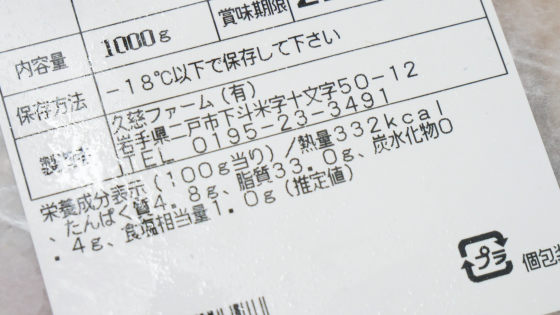 賞味期限
内容量 1000g
保存方法 -18℃以下で保存して下さい
久慈ファーム(有)
岩手県二戸市下斗米字十文字50-12
TEL 0195-23-3491
栄養成分表示(100g当り)/熱量332kcal
、たんぱく質4.8g、脂質33.0g、炭水化物0
.4g、食塩相当量1.0g(推定値)
プラ 個包装